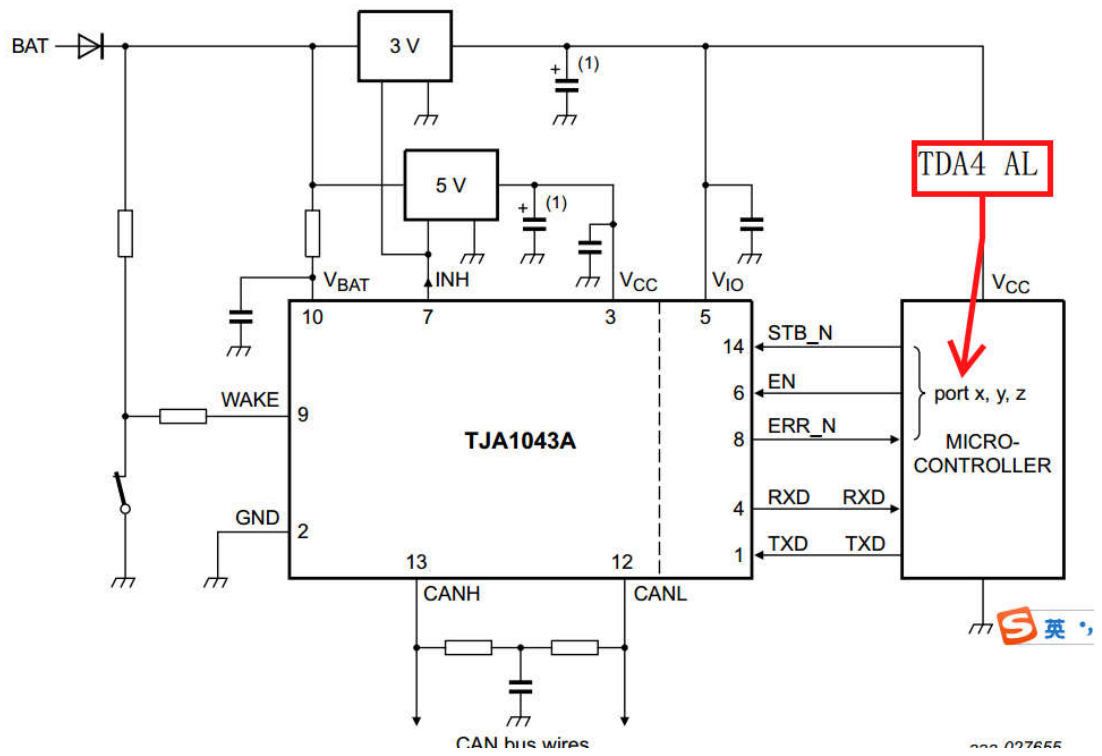 BAT
3 V
(1)
+
TDA4 AL
5 V
(1)
+
VBAT
INH
VCC
VIO
VCC
10
7
3
5
14
STB_N
6
EN
port x, y, z
WAKE
9
8
ERR_N
TJA1043A
MICRO-
CONTROLLER
4
RXD
RXD
GND
2
1
TXD
TXD
13
12
CANH
CANL
S
英
CAN bus wires
aaa-027655